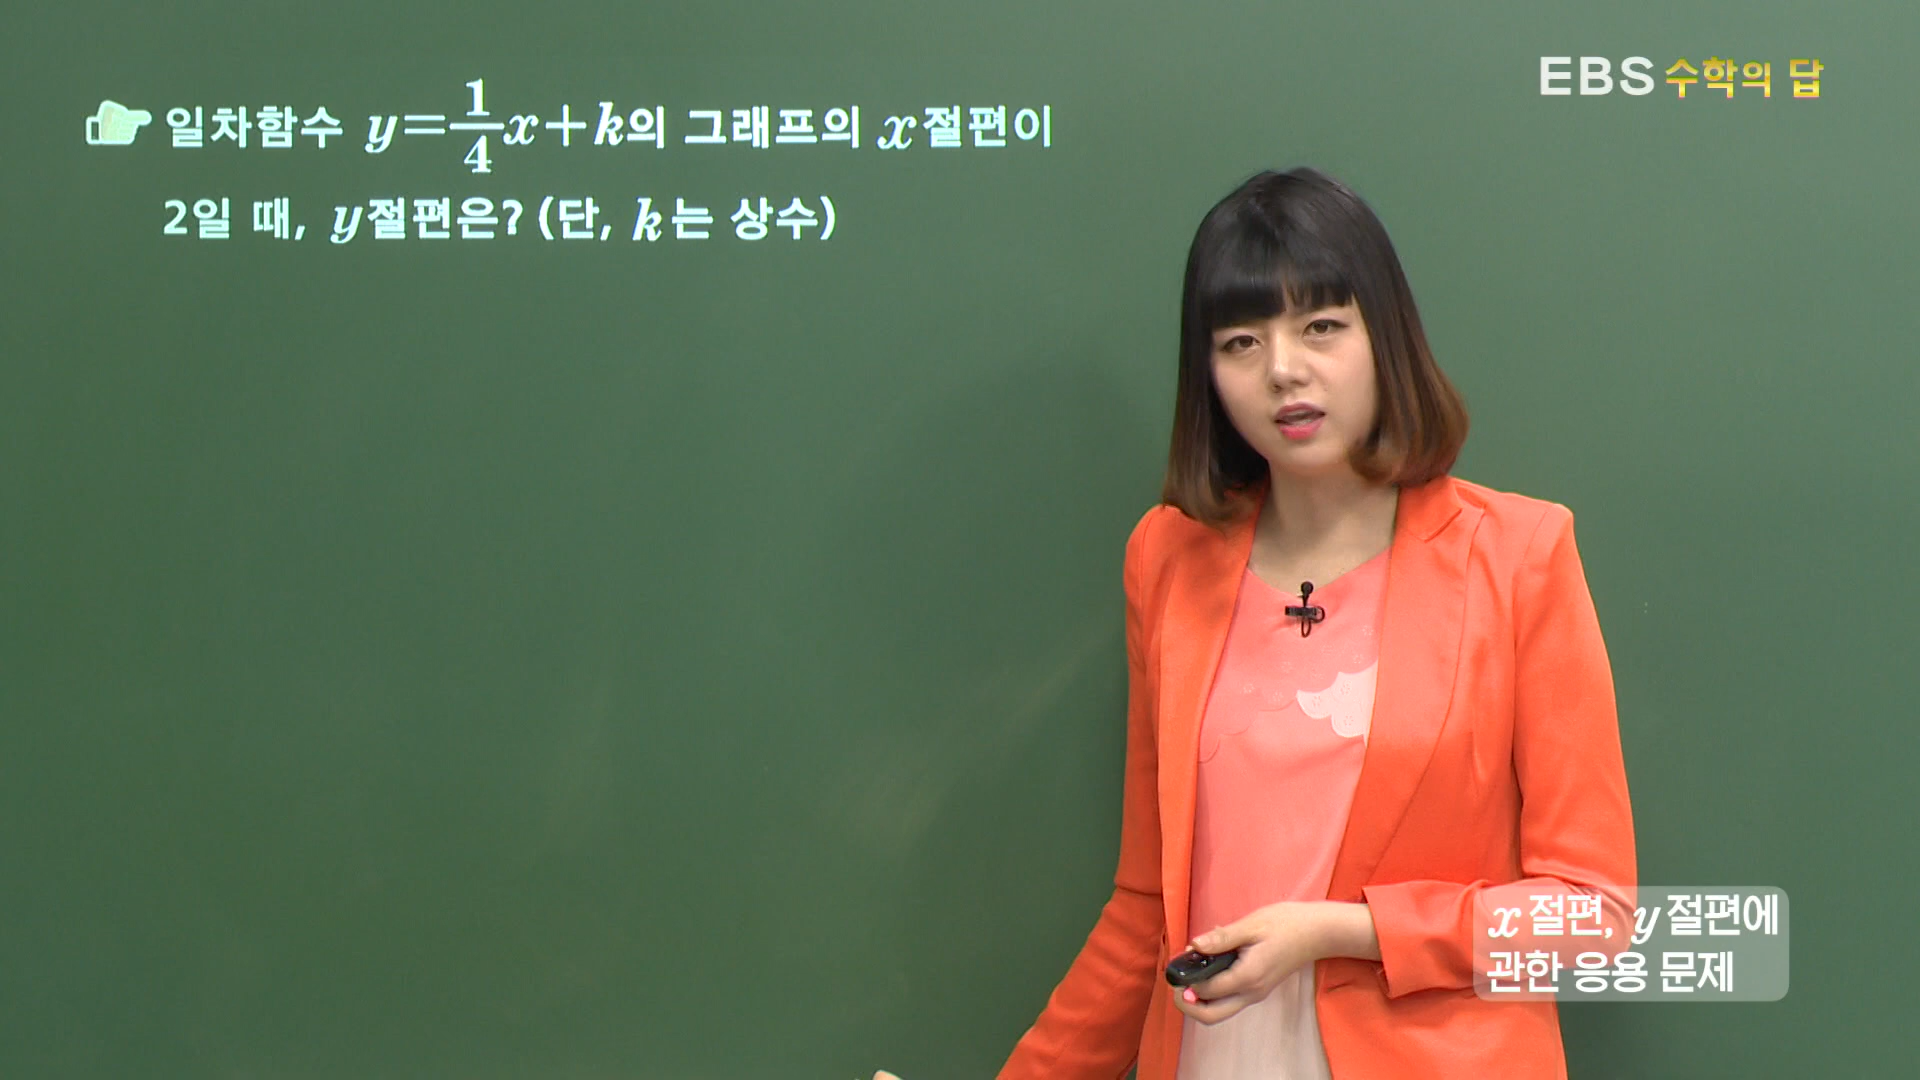 EBS 수학의 답
일차함수 y=1/4x+k의 그래프의 x절편이
2일 때, y절편은? (단, k는 상수)
x절편, y절편에
관한 응용 문제